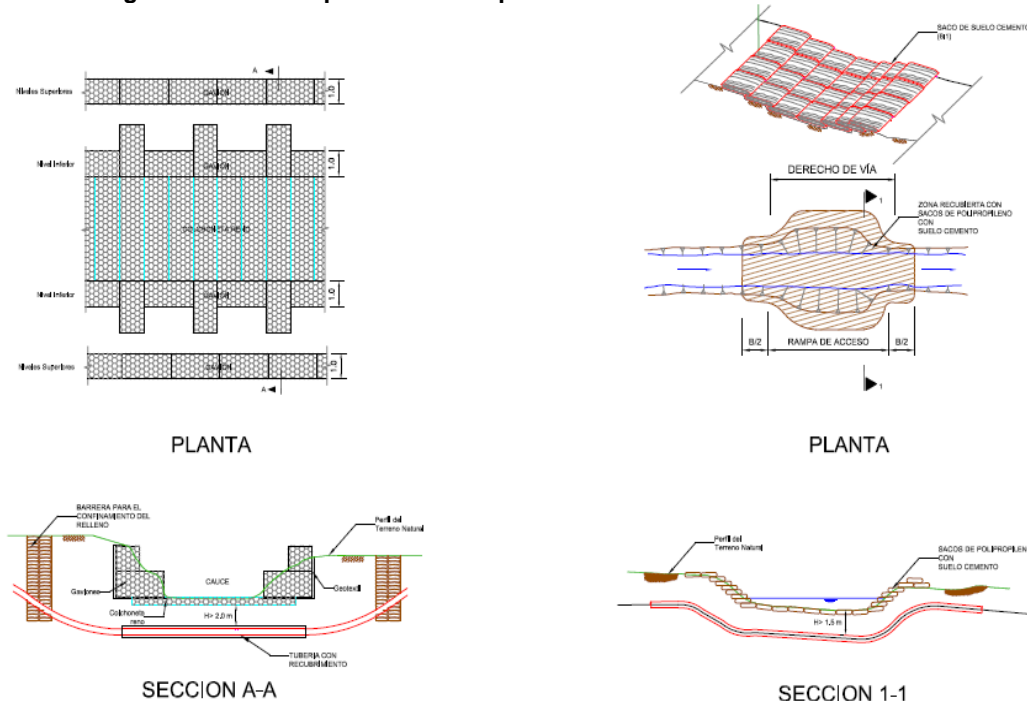 A
Niveles Superiores
GAVION
1.0
Nivel Inferior
GAVION
1.0
COLCHONETA RENO
Nivel Inferior
GAVION
1.0
Niveles Superiores
GAVION
1.0
A
PLANTA
SACO DE SUELO CEMENTO
DERECHO DE VÍA
1
ZONA RECUSIERTA CON
SACOS DE POLIPROPILENO
CON
SUELO CEMENTO
B/2
RAMPA DE ACCESO
B/2
1
PLANTA
BARRERA PARA EL
CONFINAMIENTO DEL
RELLENO
Perfil del
Terreno Natural
CAUCE
Gaviones
Geotextil
Colchoneta
reno
H> 2,0 m
TUBERIA CON
RECUBRIMIENTO
SECCION A-A
Perfil del
Terreno Natural
SACOS DE POLIPROPILENO
CON
SUELO CEMENTO
H> 1,5 m
SECCION 1-1